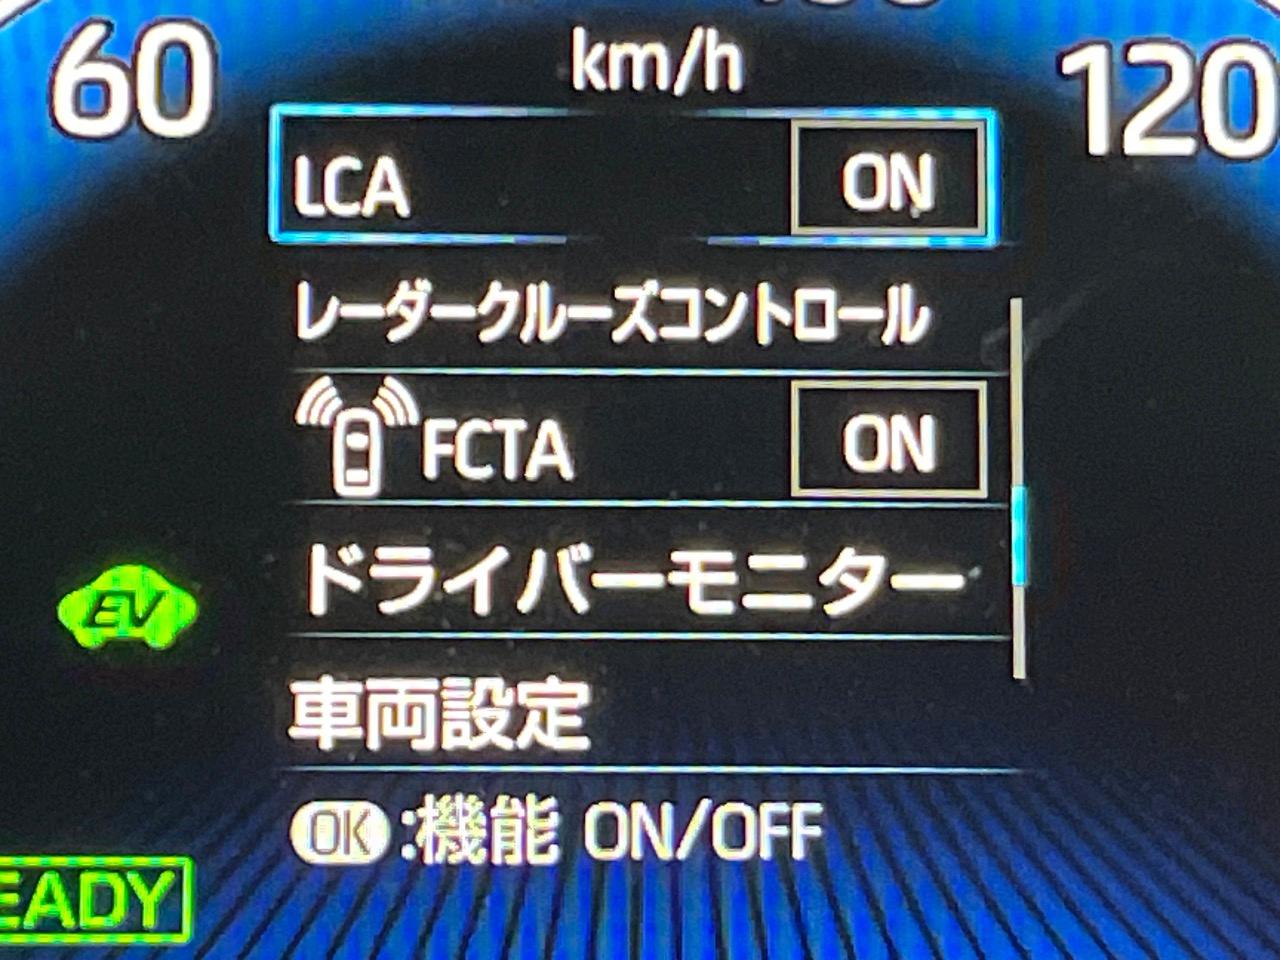 60
km/h
120
LCA ON
レーダークルーズコントロール
FCTA ON
ドライバーモニター
EV
車両設定
OK:機能 ON/OFF
EADY